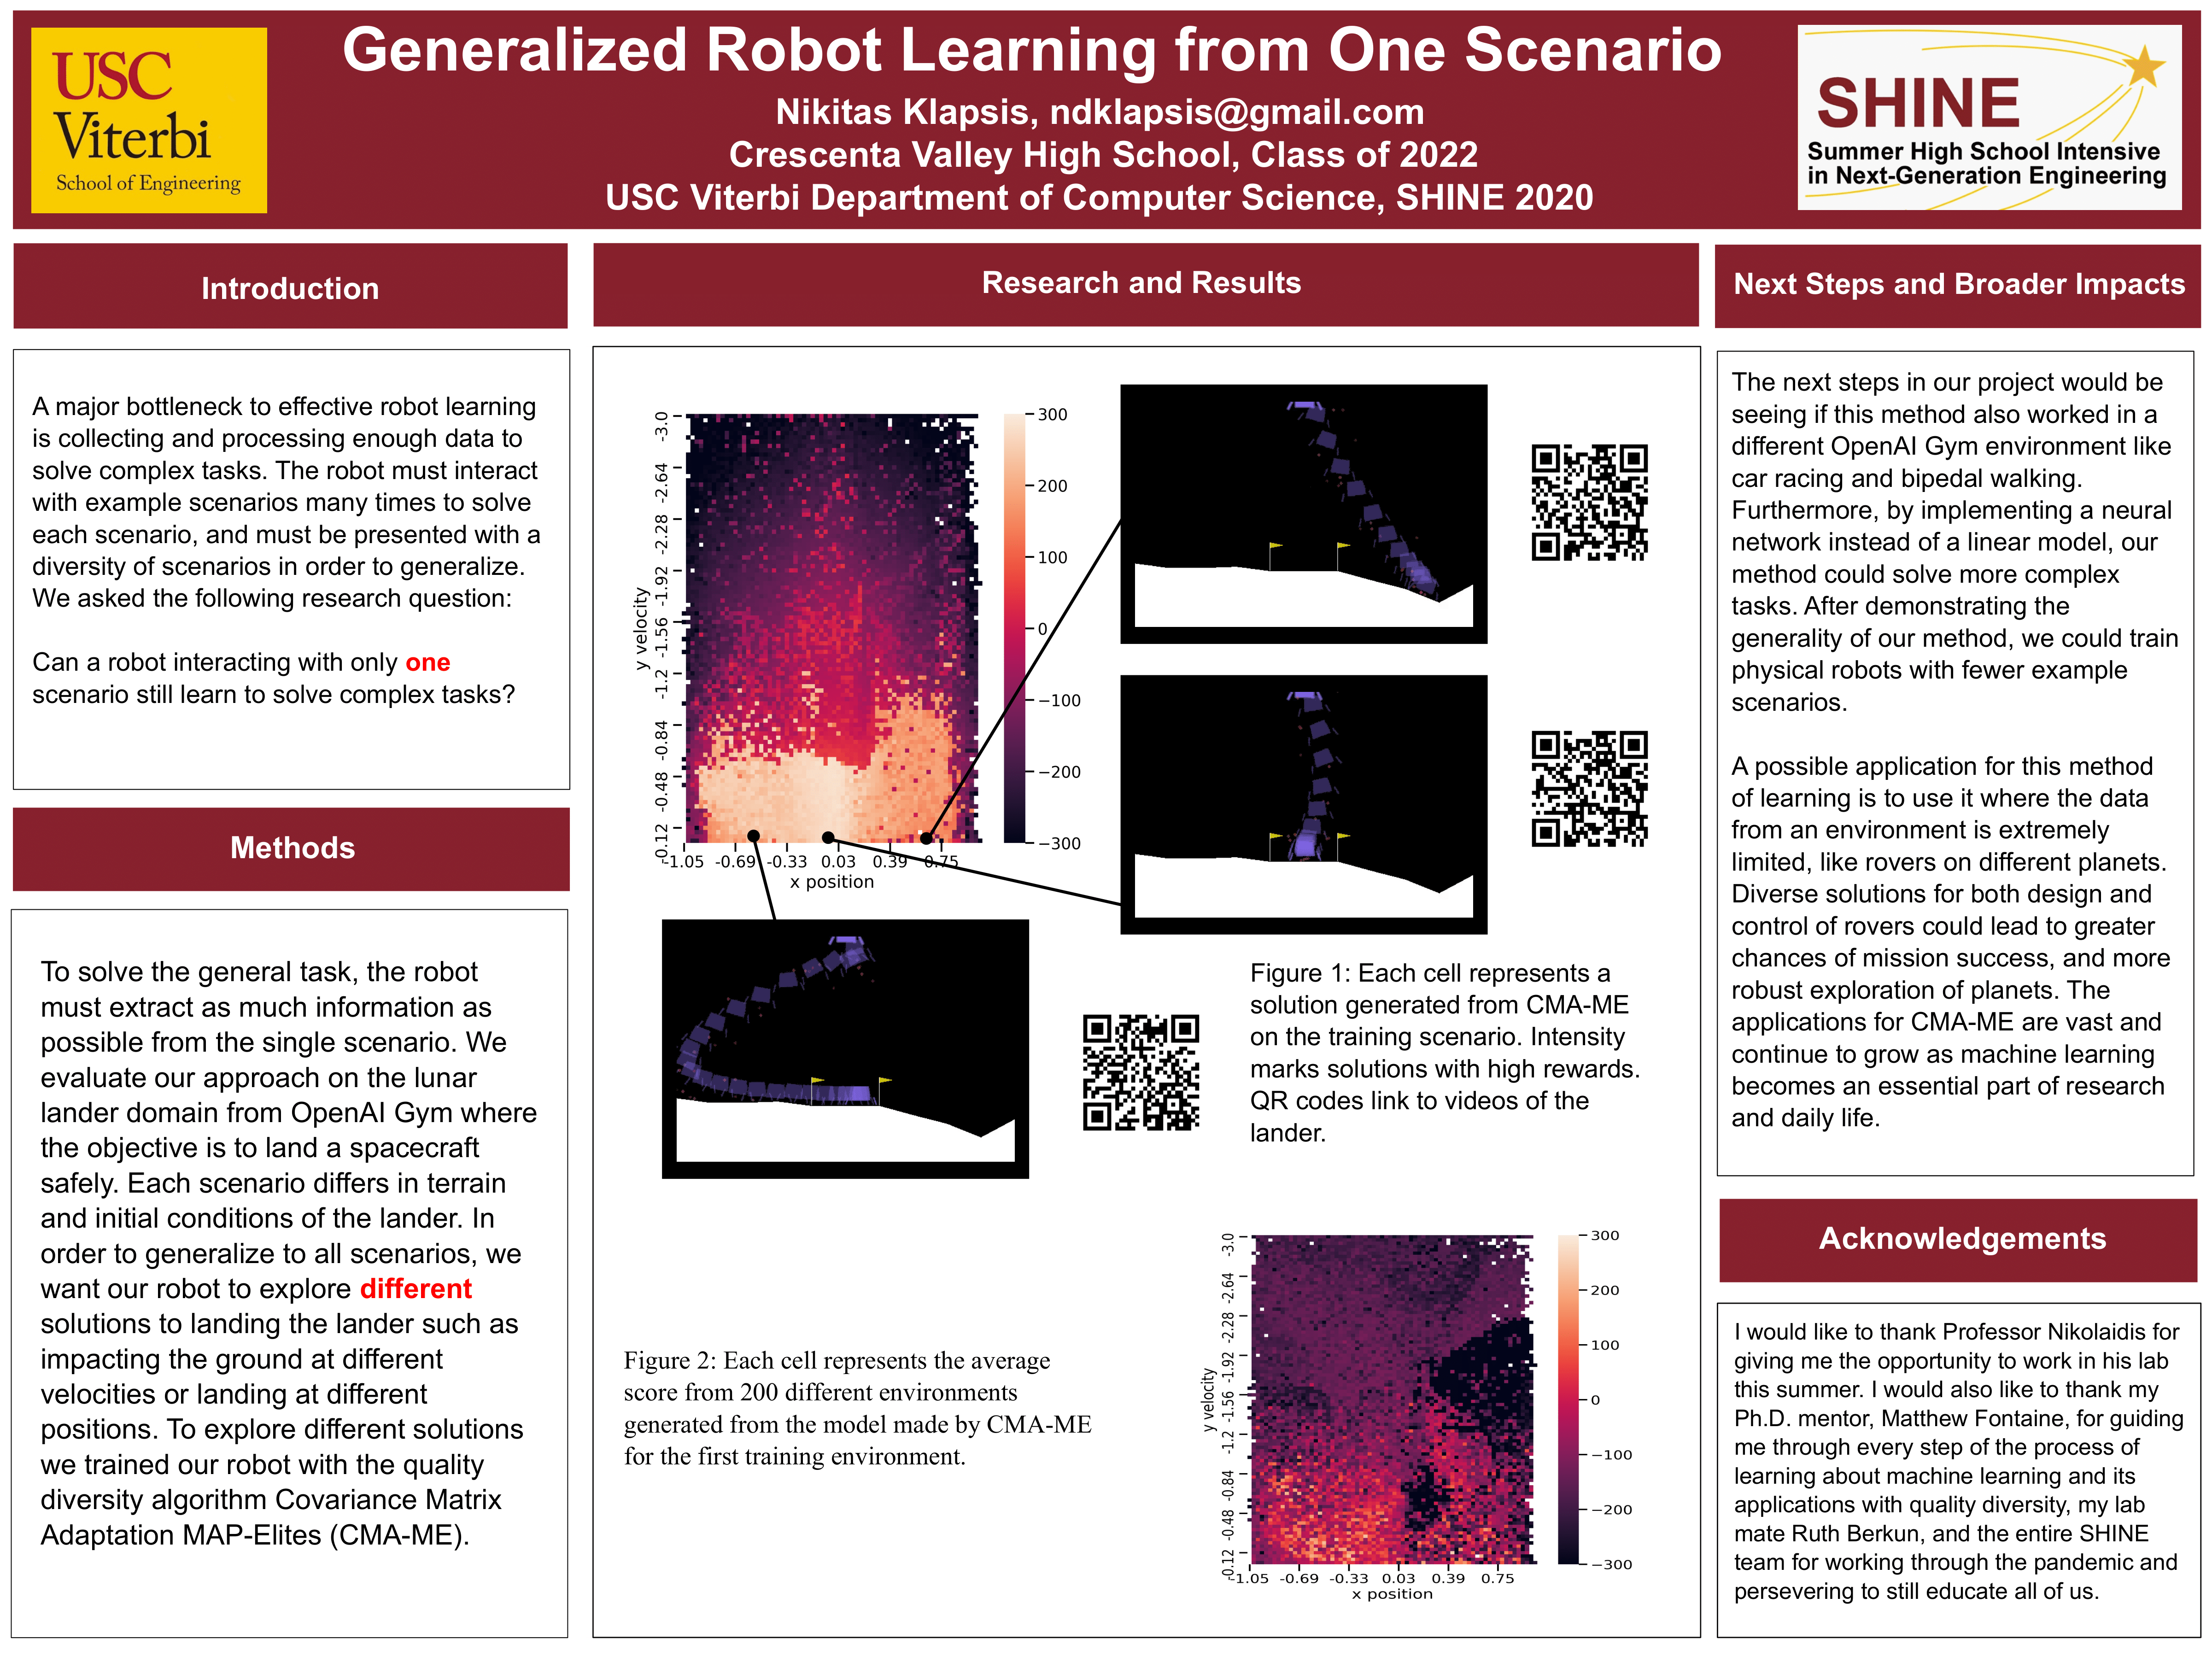 USC
Viterbi
School of Engineering
Generalized Robot Learning from One Scenario
Nikitas Klapsis, ndklapsis@gmail.com
Crescenta Valley High School, Class of 2022
USC Viterbi Department of Computer Science, SHINE 2020
SHINE
Summer High School Intensive
in Next-Generation Engineering
Introduction
A major bottleneck to effective robot learning
is collecting and processing enough data to
solve complex tasks. The robot must interact
with example scenarios many times to solve
each scenario, and must be presented with a
diversity of scenarios in order to generalize.
We asked the following research question:
Can a robot interacting with only one
scenario still learn to solve complex tasks?
Methods
To solve the general task, the robot
must extract as much information as
possible from the single scenario. We
evaluate our approach on the lunar
lander domain from OpenAI Gym where
the objective is to land a spacecraft
safely. Each scenario differs in terrain
and initial conditions of the lander. In
order to generalize to all scenarios, we
want our robot to explore different
solutions to landing the lander such as
impacting the ground at different
velocities or landing at different
positions. To explore different solutions
we trained our robot with the quality
diversity algorithm Covariance Matrix
Adaptation MAP-Elites (CMA-ME).
Research and Results
y velocity
-3.0
-2.64
-2.28
-1.92
-1.56
-1.2
-0.84
-0.48
-0.12
-1.05 -0.69 -0.33 0.03 0.39 0.75
x position
300
200
100
0
−100
−200
−300
Figure 1: Each cell represents a
solution generated from CMA-ME
on the training scenario. Intensity
marks solutions with high rewards.
QR codes link to videos of the
lander.
Figure 2: Each cell represents the average
score from 200 different environments
generated from the model made by CMA-ME
for the first training environment.
y velocity
-3.0
-2.64
-2.28
-1.92
-1.56
-1.2
-0.84
-0.48
-0.12
-1.05 -0.69 -0.33 0.03 0.39 0.75
x position
300
200
100
0
−100
−200
−300
Next Steps and Broader Impacts
The next steps in our project would be
seeing if this method also worked in a
different OpenAI Gym environment like
car racing and bipedal walking.
Furthermore, by implementing a neural
network instead of a linear model, our
method could solve more complex
tasks. After demonstrating the
generality of our method, we could train
physical robots with fewer example
scenarios.
A possible application for this method
of learning is to use it where the data
from an environment is extremely
limited, like rovers on different planets.
Diverse solutions for both design and
control of rovers could lead to greater
chances of mission success, and more
robust exploration of planets. The
applications for CMA-ME are vast and
continue to grow as machine learning
becomes an essential part of research
and daily life.
Acknowledgements
I would like to thank Professor Nikolaidis for
giving me the opportunity to work in his lab
this summer. I would also like to thank my
Ph.D. mentor, Matthew Fontaine, for guiding
me through every step of the process of
learning about machine learning and its
applications with quality diversity, my lab
mate Ruth Berkun, and the entire SHINE
team for working through the pandemic and
persevering to still educate all of us.